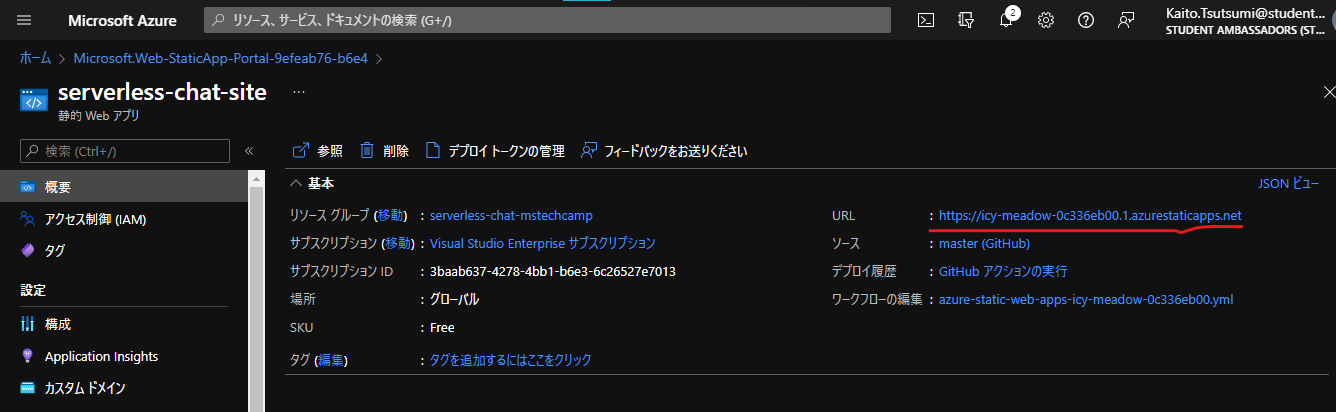 Microsoft Azure
リソース、サービス、ドキュメントの検索 (G+/)
2
Kaito.Tsutsumi@student...
STUDENT AMBASSADORS (ST...
ホーム > Microsoft.Web-StaticApp-Portal-9efeab76-b6e4 >
serverless-chat-site ...
静的 Web アプリ
検索 (Ctrl+/) «
参照 削除 デプロイ トークンの管理 フィードバックをお送りください
概要
アクセス制御 (IAM)
タグ
設定
構成
Application Insights
カスタム ドメイン
基本 JSON ビュー
リソース グループ (移動) : serverless-chat-mstechcamp
サブスクリプション (移動) : Visual Studio Enterprise サブスクリプション
サブスクリプション ID : 3baab637-4278-4bb1-b6e3-6c26527e7013
場所 : グローバル
SKU : Free
タグ (編集) : タグを追加するにはここをクリック
URL : https://icy-meadow-0c336eb00.1.azurestaticapps.net
ソース : master (GitHub)
デプロイ履歴 : GitHub アクションの実行
ワークフローの編集 : azure-static-web-apps-icy-meadow-0c336eb00.yml